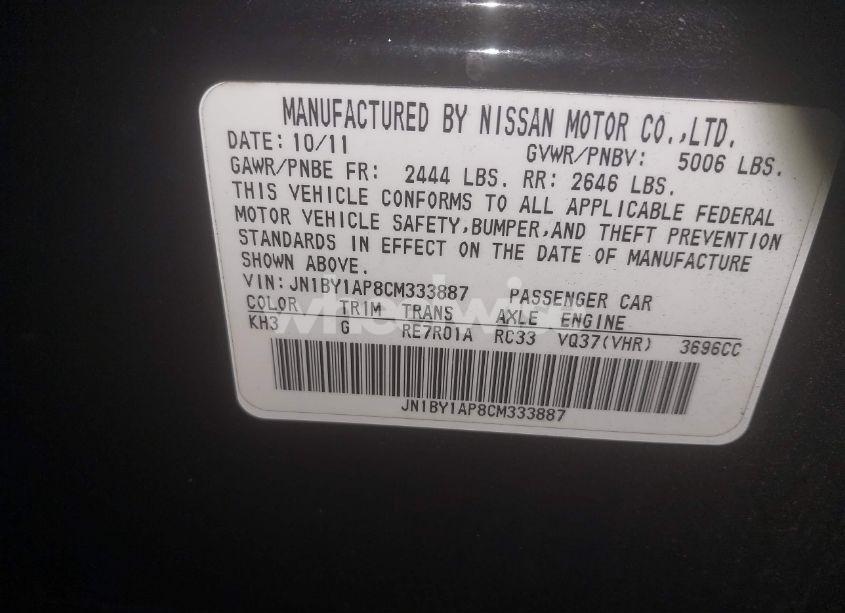 MANUFACTURED BY NISSAN MOTOR CO.,LTD.
DATE: 10/11 GVWR/PNBV: 5006 LBS.
GAWR/PNBE FR: 2444 LBS. RR: 2646 LBS.
THIS VEHICLE CONFORMS TO ALL APPLICABLE FEDERAL
MOTOR VEHICLE SAFETY,BUMPER,AND THEFT PREVENTION
STANDARDS IN EFFECT ON THE DATE OF MANUFACTURE
SHOWN ABOVE.
VIN:JN1BY1AP8CM333887 PASSENGER CAR
COLOR TRIM TRANS AXLE ENGINE
KH3 G RE7R01A RC33 VQ37(VHR) 3696CC
JN1BY1AP8CM333887